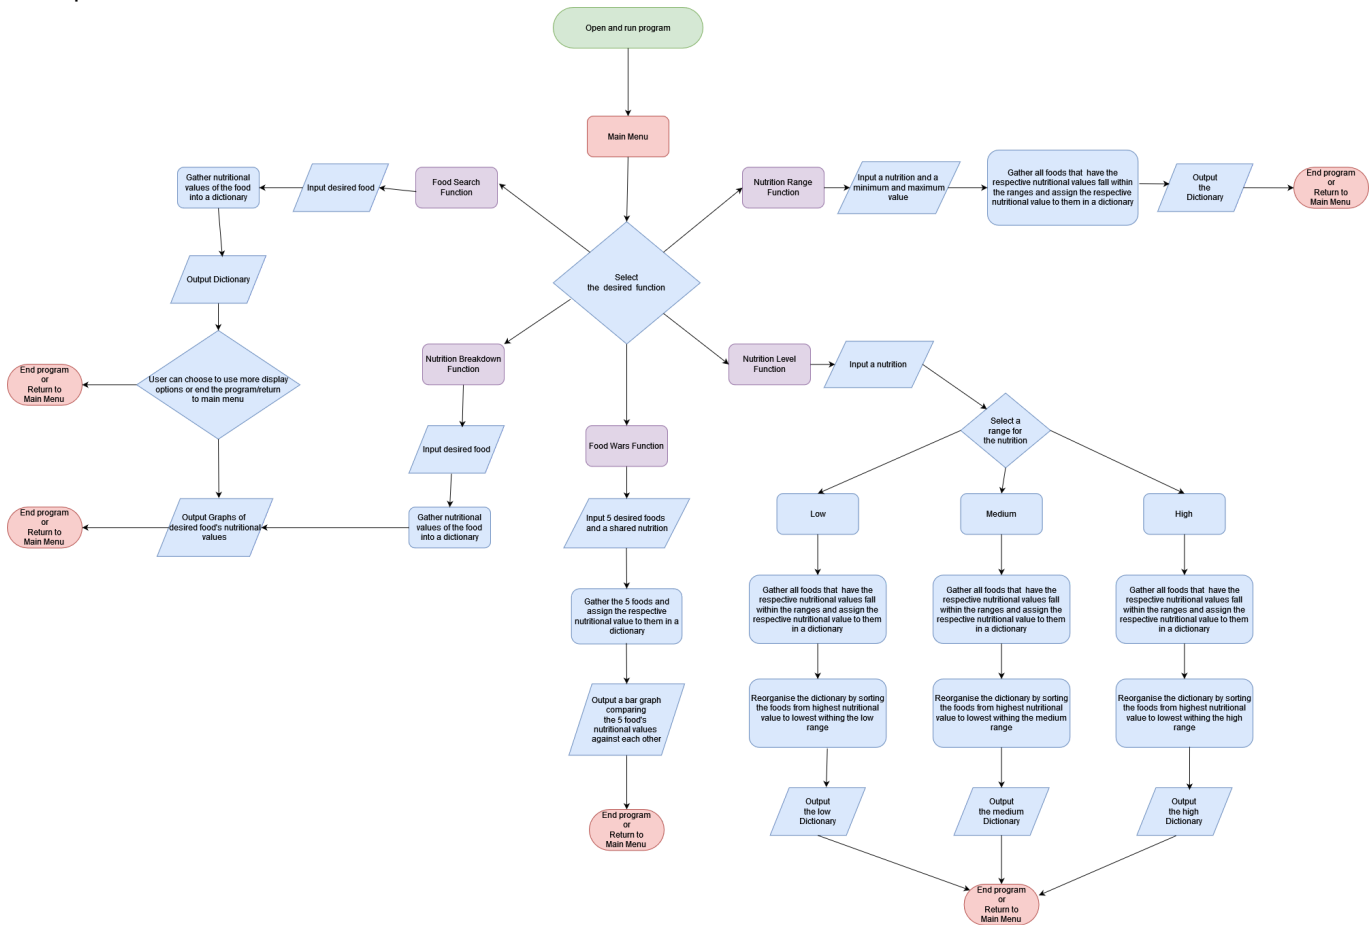 Open and run program
Main Menu
Select
the desired function
Food Search
Function
Input desired food
Gather nutritional
values of the food
into a dictionary
Output Dictionary
User can choose to use more display
options or end the program/return
to main menu
End program
or
Return to
Main Menu
Output Graphs of
desired food's nutritional
values
End program
or
Return to
Main Menu
Nutrition Breakdown
Function
Input desired food
Gather nutritional
values of the food
into a dictionary
Food Wars Function
Input 5 desired foods
and a shared nutrition
Gather the 5 foods and
assign the respective
nutritional value to them in a
dictionary
Output a bar graph
comparing
the 5 food's
nutritional values
against each other
End program
or
Return to
Main Menu
Nutrition Range
Function
Input a nutrition and a
minimum and maximum
value
Gather all foods that have the
respective nutritional values fall within
the ranges and assign the respective
nutritional value to them in a dictionary
Output
the
Dictionary
End program
or
Return to
Main Menu
Nutrition Level
Function
Input a nutrition
Select a
range for
the nutrition
Low
Gather all foods that have the
respective nutritional values fall
within the ranges and assign the
respective nutritional value to them
in a dictionary
Reorganise the dictionary by sorting
the foods from highest nutritional
value to lowest withing the low
range
Output
the low
Dictionary
Medium
Gather all foods that have the
respective nutritional values fall
within the ranges and assign the
respective nutritional value to them
in a dictionary
Reorganise the dictionary by sorting
the foods from highest nutritional
value to lowest withing the medium
range
Output
the medium
Dictionary
High
Gather all foods that have the
respective nutritional values fall
within the ranges and assign the
respective nutritional value to them
in a dictionary
Reorganise the dictionary by sorting
the foods from highest nutritional
value to lowest withing the high
range
Output
the high
Dictionary
End program
or
Return to
Main Menu